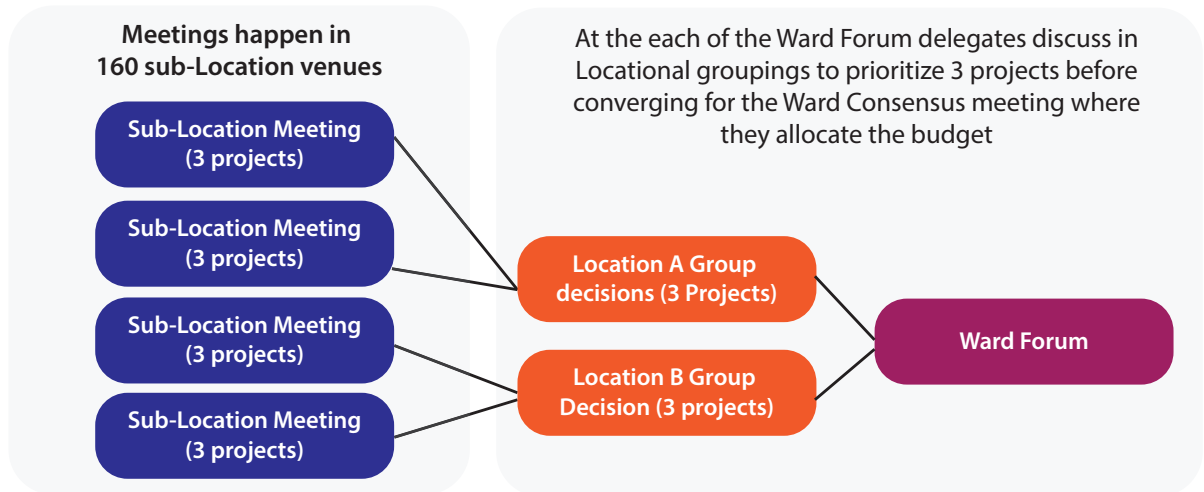 Meetings happen in
160 sub-Location venues
Sub-Location Meeting
(3 projects)
Sub-Location Meeting
(3 projects)
Sub-Location Meeting
(3 projects)
Sub-Location Meeting
(3 projects)
At the each of the Ward Forum delegates discuss in
Locational groupings to prioritize 3 projects before
converging for the Ward Consensus meeting where
they allocate the budget
Location A Group
decisions (3 Projects)
Location B Group
Decision (3 projects)
Ward Forum